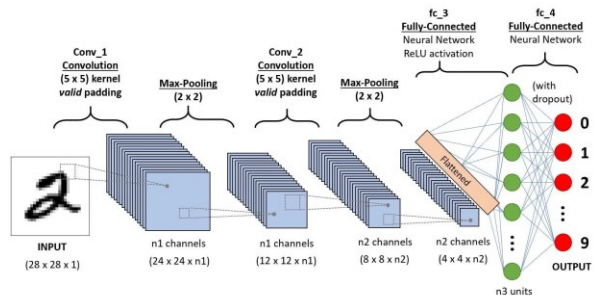 fc_3
Fully-Connected
Neural Network
ReLU activation
fc_4
Fully-Connected
Neural Network
Conv_1
Convolution
(5 x 5) kernel
valid padding
Max-Pooling
(2 x 2)
Conv_2
Convolution
(5 x 5) kernel
valid padding
Max-Pooling
(2 x 2)
(with
dropout)
Flattened
2
0
1
2
9
INPUT
(28 x 28 x 1)
n1 channels
(24 x 24 x n1)
n1 channels
(12 x 12 x n1)
n2 channels
(8 x 8 x n2)
n2 channels
(4 x 4 x n2)
OUTPUT
n3 units